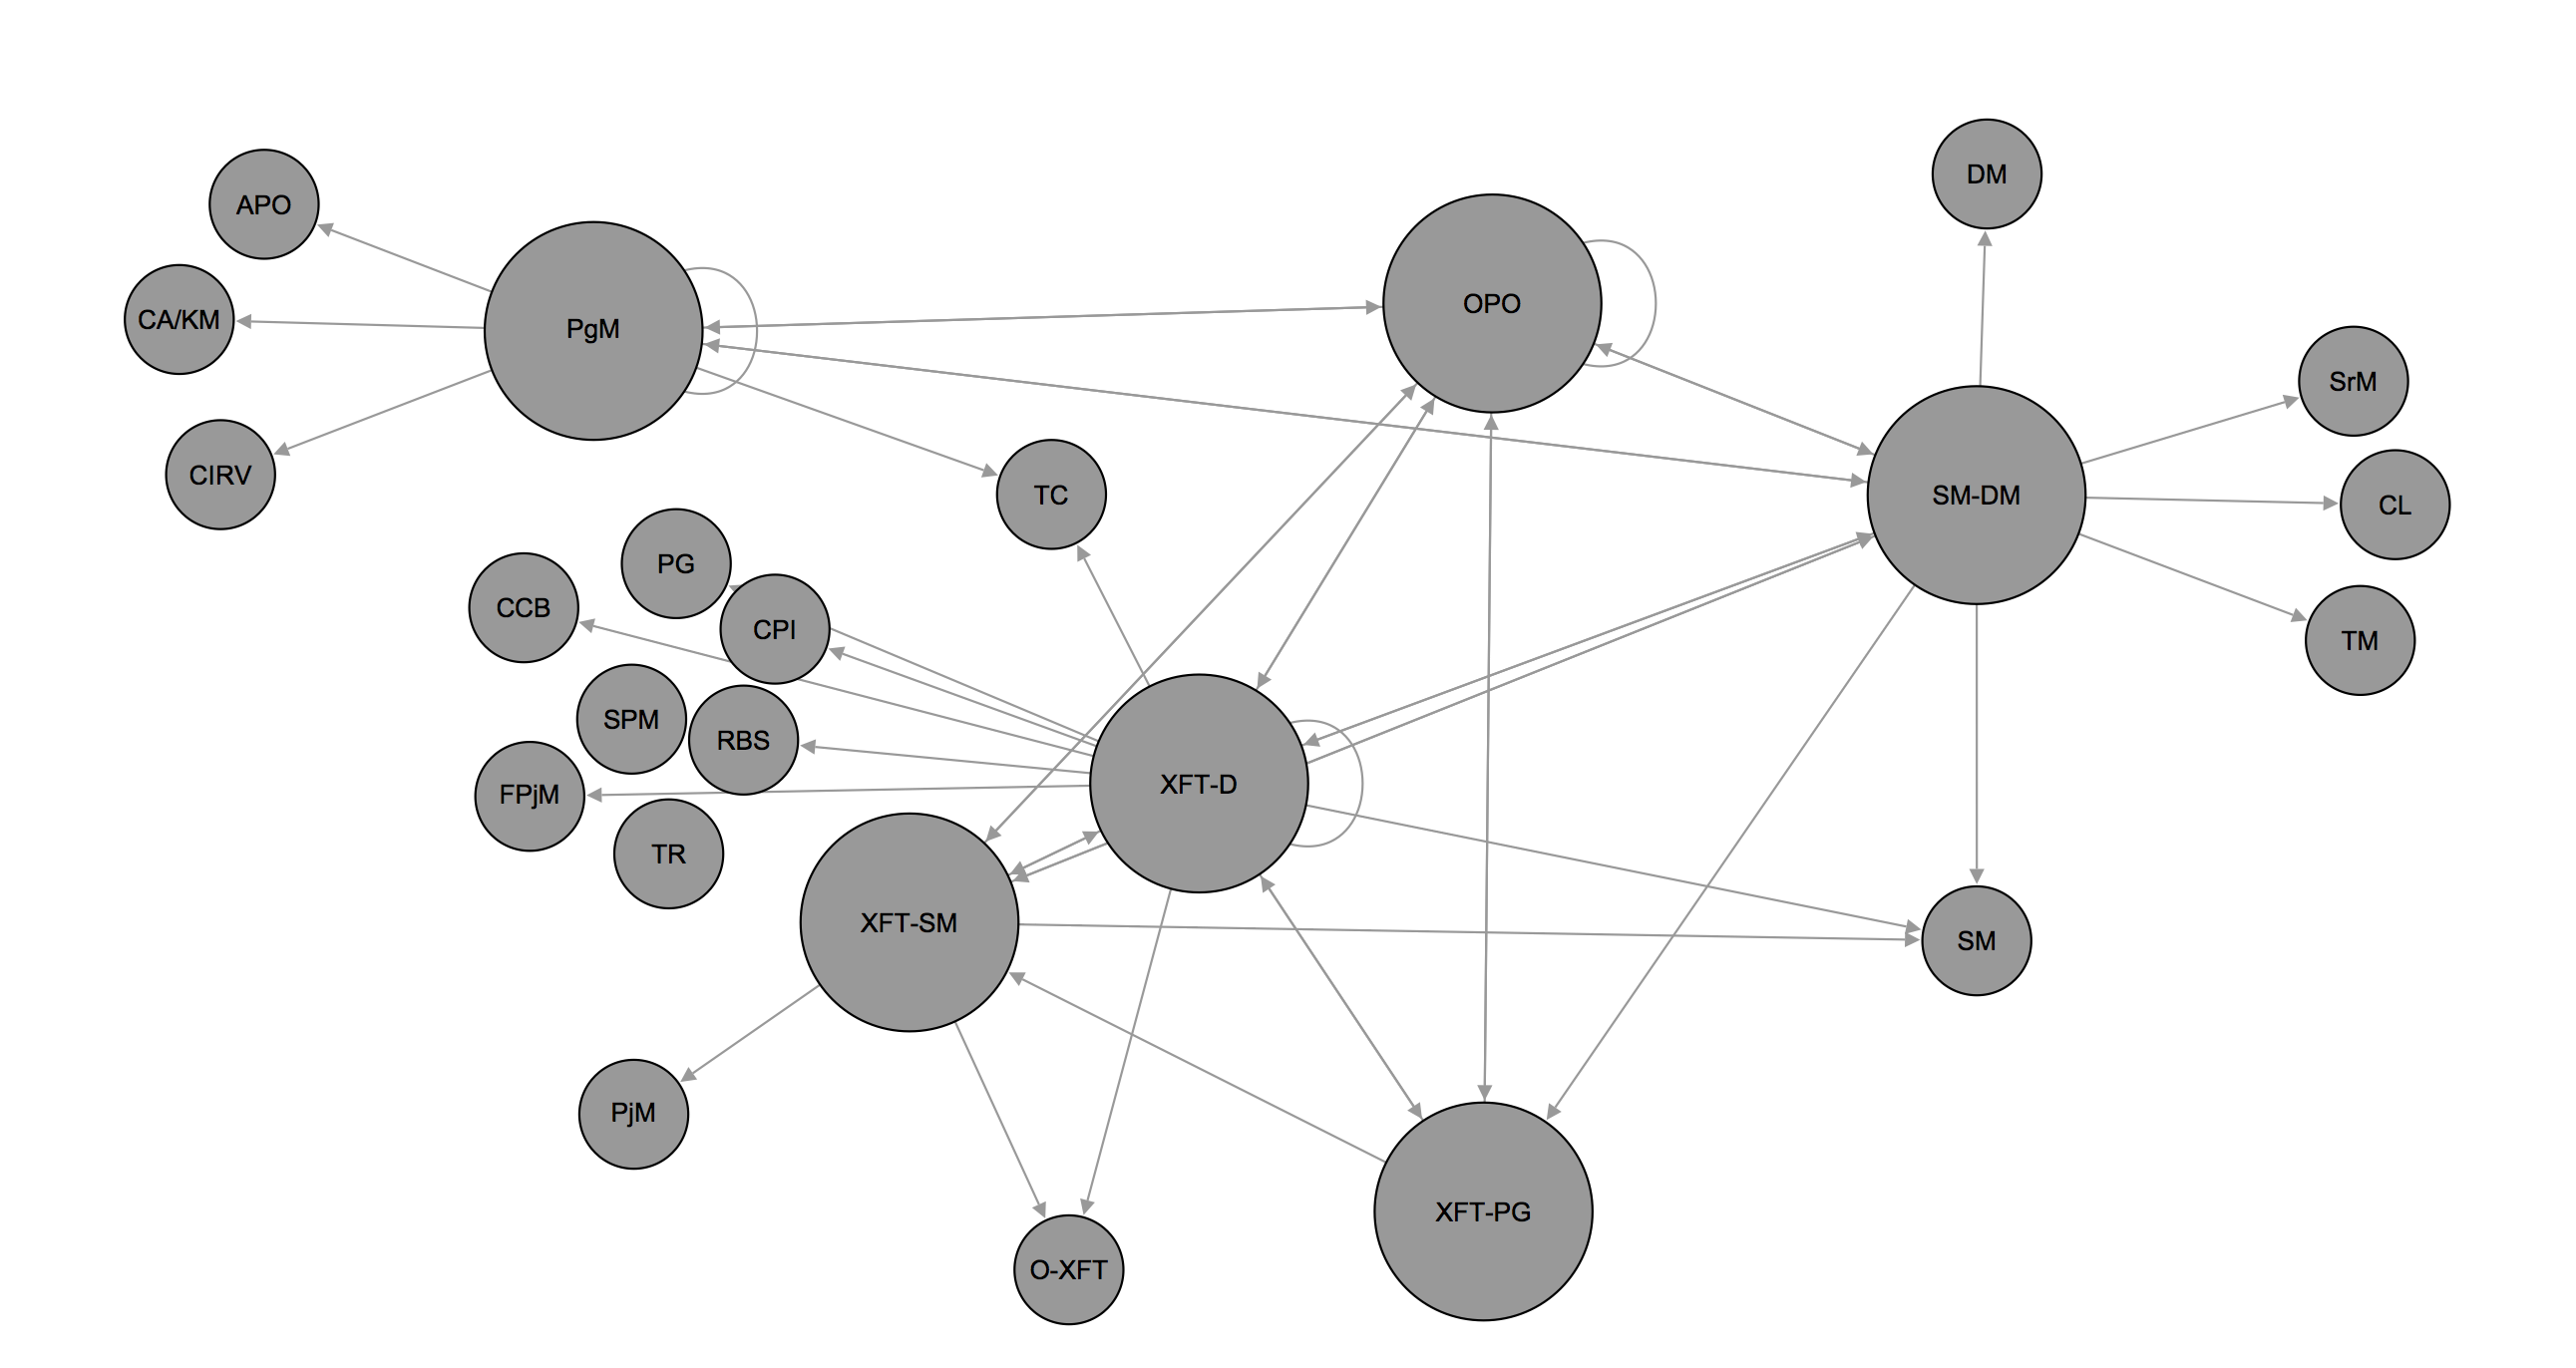 DM
APO
OPO
CA/KM
PgM
SrM
CIRV
TC
SM-DM
CL
PG
CCB
CPI
TM
SPM
RBS
FPjM
XFT-D
TR
XFT-SM
SM
PjM
XFT-PG
O-XFT